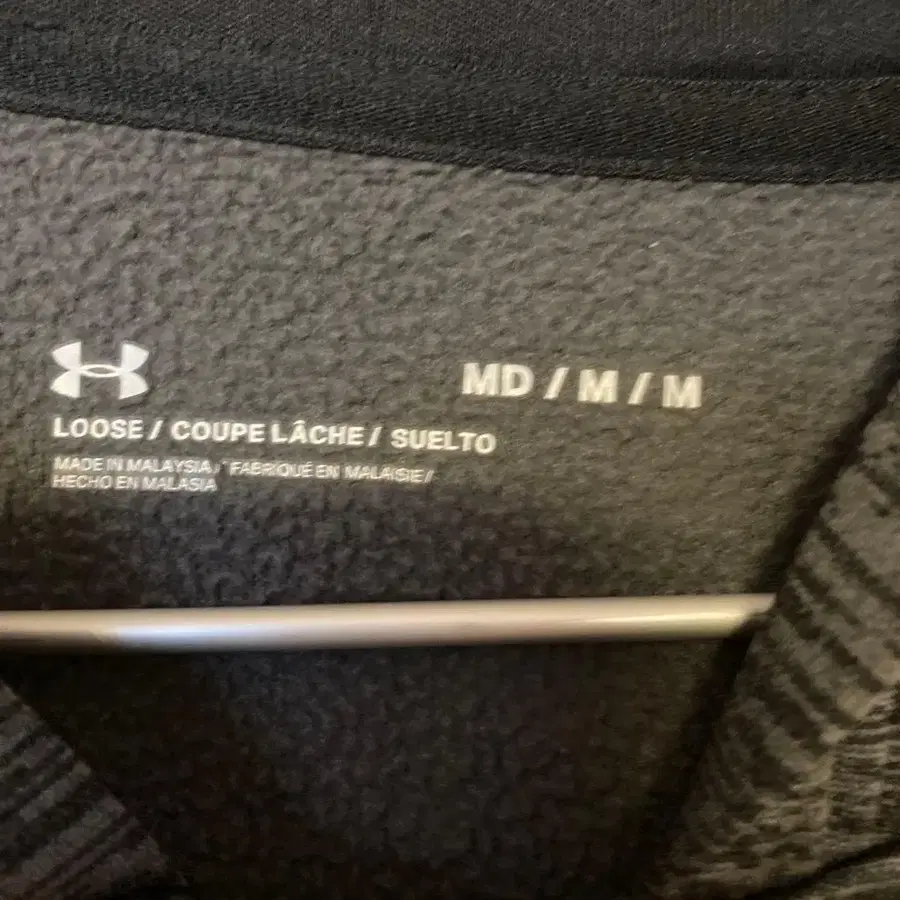 MD / M / M
LOOSE / COUPE LÂCHE / SUELTO
MADE IN MALAYSIA / FABRIQUÉ EN MALAISIE /
HECHO EN MALASIA